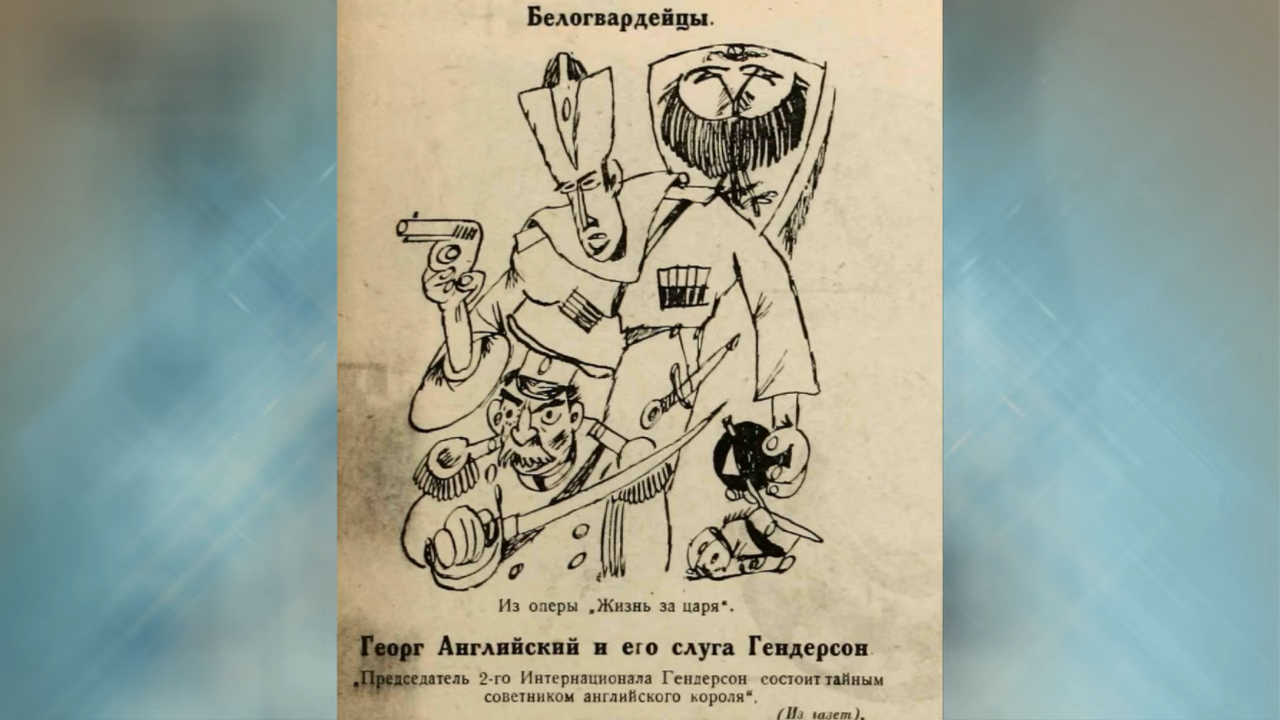 Белогвардейцы.
Из оперы „Жизнь за царя“.
Георг Английский и его слуга Гендерсон.
„Председатель 2-го Интернационала Гендерсон состоит тайным
советником английского короля“.
(Из газет).